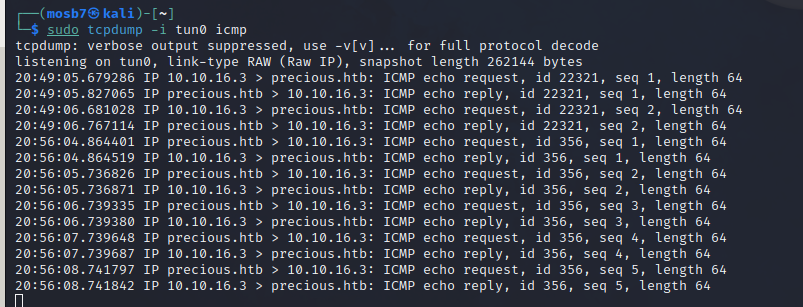 ┌──(mosb7㉿kali)-[~]
└─$ sudo tcpdump -i tun0 icmp
tcpdump: verbose output suppressed, use -v[v]... for full protocol decode
listening on tun0, link-type RAW (Raw IP), snapshot length 262144 bytes
20:49:05.679286 IP 10.10.16.3 > precious.htb: ICMP echo request, id 22321, seq 1, length 64
20:49:05.827065 IP precious.htb > 10.10.16.3: ICMP echo reply, id 22321, seq 1, length 64
20:49:06.681028 IP 10.10.16.3 > precious.htb: ICMP echo request, id 22321, seq 2, length 64
20:49:06.767114 IP precious.htb > 10.10.16.3: ICMP echo reply, id 22321, seq 2, length 64
20:56:04.864401 IP precious.htb > 10.10.16.3: ICMP echo request, id 356, seq 1, length 64
20:56:04.864519 IP 10.10.16.3 > precious.htb: ICMP echo reply, id 356, seq 1, length 64
20:56:05.736826 IP precious.htb > 10.10.16.3: ICMP echo request, id 356, seq 2, length 64
20:56:05.736871 IP 10.10.16.3 > precious.htb: ICMP echo reply, id 356, seq 2, length 64
20:56:06.739335 IP precious.htb > 10.10.16.3: ICMP echo request, id 356, seq 3, length 64
20:56:06.739380 IP 10.10.16.3 > precious.htb: ICMP echo reply, id 356, seq 3, length 64
20:56:07.739648 IP precious.htb > 10.10.16.3: ICMP echo request, id 356, seq 4, length 64
20:56:07.739687 IP 10.10.16.3 > precious.htb: ICMP echo reply, id 356, seq 4, length 64
20:56:08.741797 IP precious.htb > 10.10.16.3: ICMP echo request, id 356, seq 5, length 64
20:56:08.741842 IP 10.10.16.3 > precious.htb: ICMP echo reply, id 356, seq 5, length 64